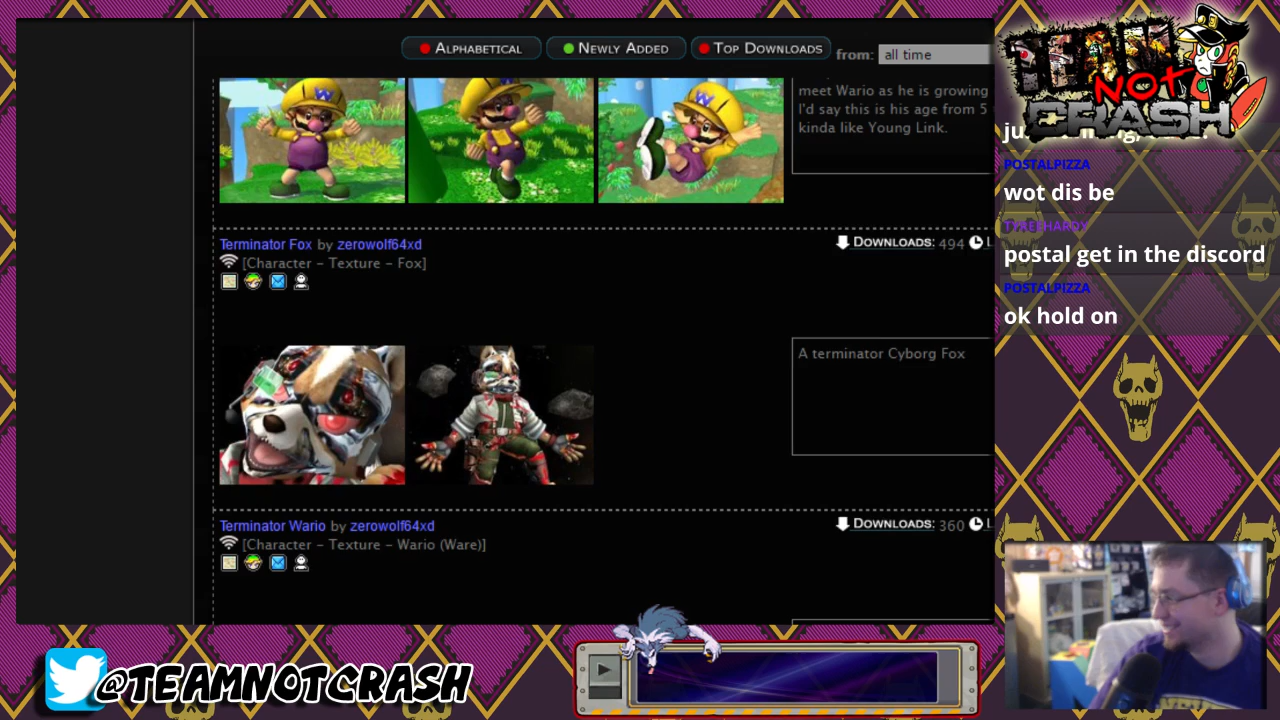 ALPHABETICAL
NEWLY ADDED
TOP DOWNLOADS
from: all time
meet Wario as he is growing
I'd say this is his age from 5
kinda like Young Link.
Terminator Fox by zerowolf64xd
DOWNLOADS: 494
[Character - Texture - Fox]
A terminator Cyborg Fox
Terminator Wario by zerowolf64xd
DOWNLOADS: 360
[Character - Texture - Wario (Ware)]
TEAM
NOT
CRASH
POSTALPIZZA
wot dis be
TYREEHARDY
postal get in the discord
POSTALPIZZA
ok hold on
@TEAMNOTCRASH